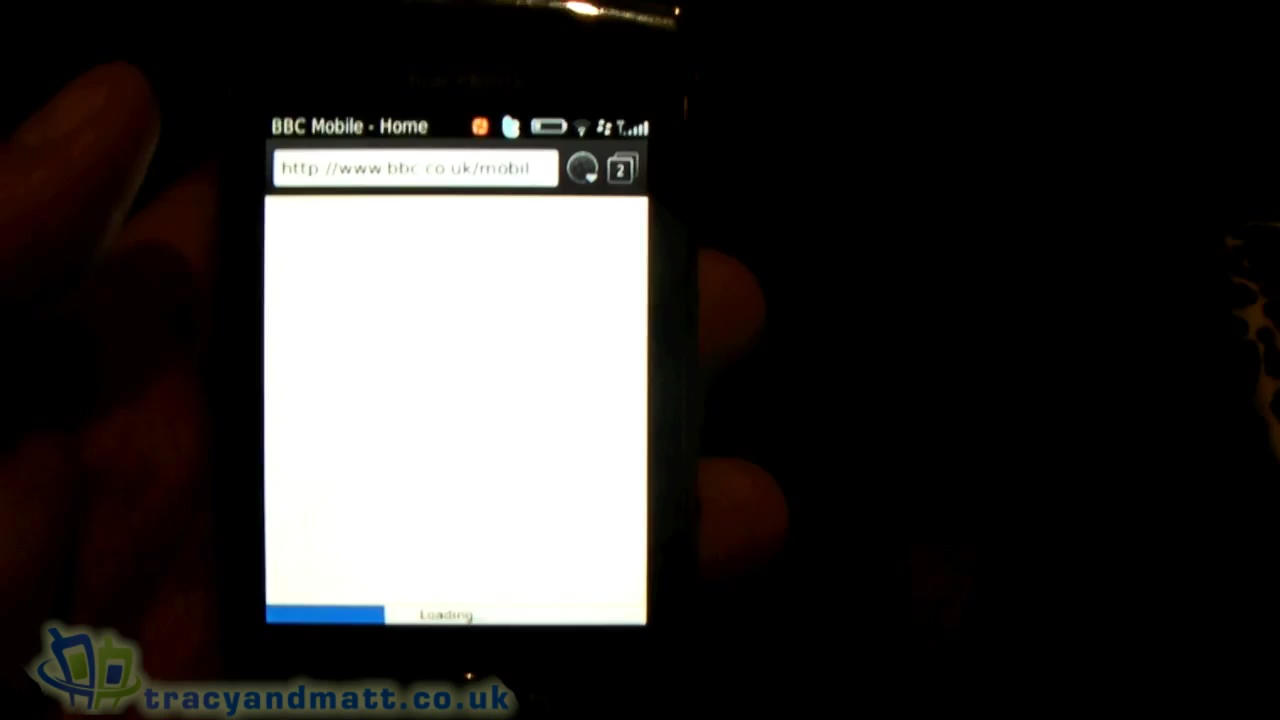 BBC Mobile - Home
http://www.bbc.co.uk/mobil
2
Loading...
tracyandmatt.co.uk